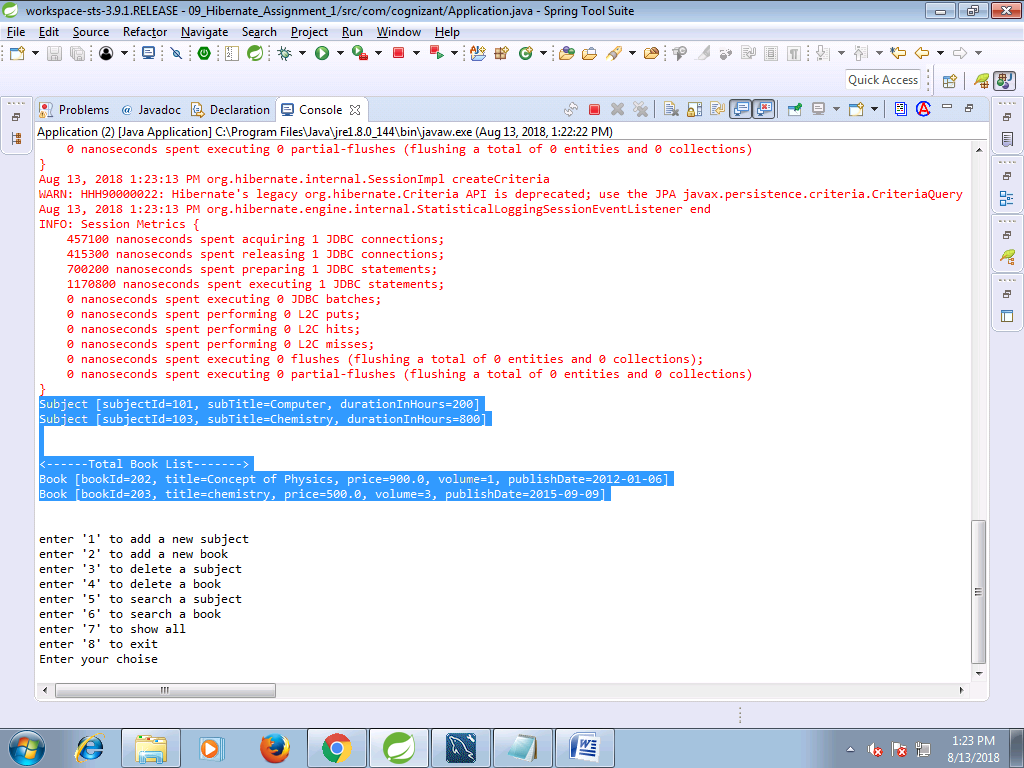 workspace-sts-3.9.1.RELEASE - 09_Hibernate_Assignment_1/src/com/cognizant/Application.java - Spring Tool Suite
File Edit Source Refactor Navigate Search Project Run Window Help
Quick Access
Problems @ Javadoc Declaration Console
Application (2) [Java Application] C:\Program Files\Java\jre1.8.0_144\bin\javaw.exe (Aug 13, 2018, 1:22:22 PM)
0 nanoseconds spent executing 0 partial-flushes (flushing a total of 0 entities and 0 collections)
}
Aug 13, 2018 1:23:13 PM org.hibernate.internal.SessionImpl createCriteria
WARN: HHH90000022: Hibernate's legacy org.hibernate.Criteria API is deprecated; use the JPA javax.persistence.criteria.CriteriaQuery
Aug 13, 2018 1:23:13 PM org.hibernate.engine.internal.StatisticalLoggingSessionEventListener end
INFO: Session Metrics {
457100 nanoseconds spent acquiring 1 JDBC connections;
415300 nanoseconds spent releasing 1 JDBC connections;
700200 nanoseconds spent preparing 1 JDBC statements;
1170800 nanoseconds spent executing 1 JDBC statements;
0 nanoseconds spent executing 0 JDBC batches;
0 nanoseconds spent performing 0 L2C puts;
0 nanoseconds spent performing 0 L2C hits;
0 nanoseconds spent performing 0 L2C misses;
0 nanoseconds spent executing 0 flushes (flushing a total of 0 entities and 0 collections);
0 nanoseconds spent executing 0 partial-flushes (flushing a total of 0 entities and 0 collections)
}
Subject [subjectId=101, subTitle=Computer, durationInHours=200]
Subject [subjectId=103, subTitle=Chemistry, durationInHours=800]
<------Total Book List------->
Book [bookId=202, title=Concept of Physics, price=900.0, volume=1, publishDate=2012-01-06]
Book [bookId=203, title=chemistry, price=500.0, volume=3, publishDate=2015-09-09]
enter '1' to add a new subject
enter '2' to add a new book
enter '3' to delete a subject
enter '4' to delete a book
enter '5' to search a subject
enter '6' to search a book
enter '7' to show all
enter '8' to exit
Enter your choise
1:23 PM
8/13/2018